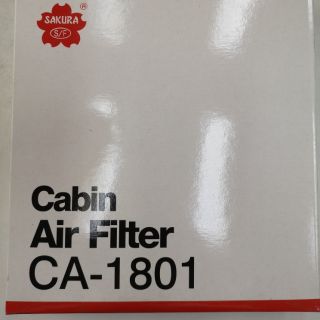 SAKURA
®
S/F
Cabin
Air Filter
CA-1801